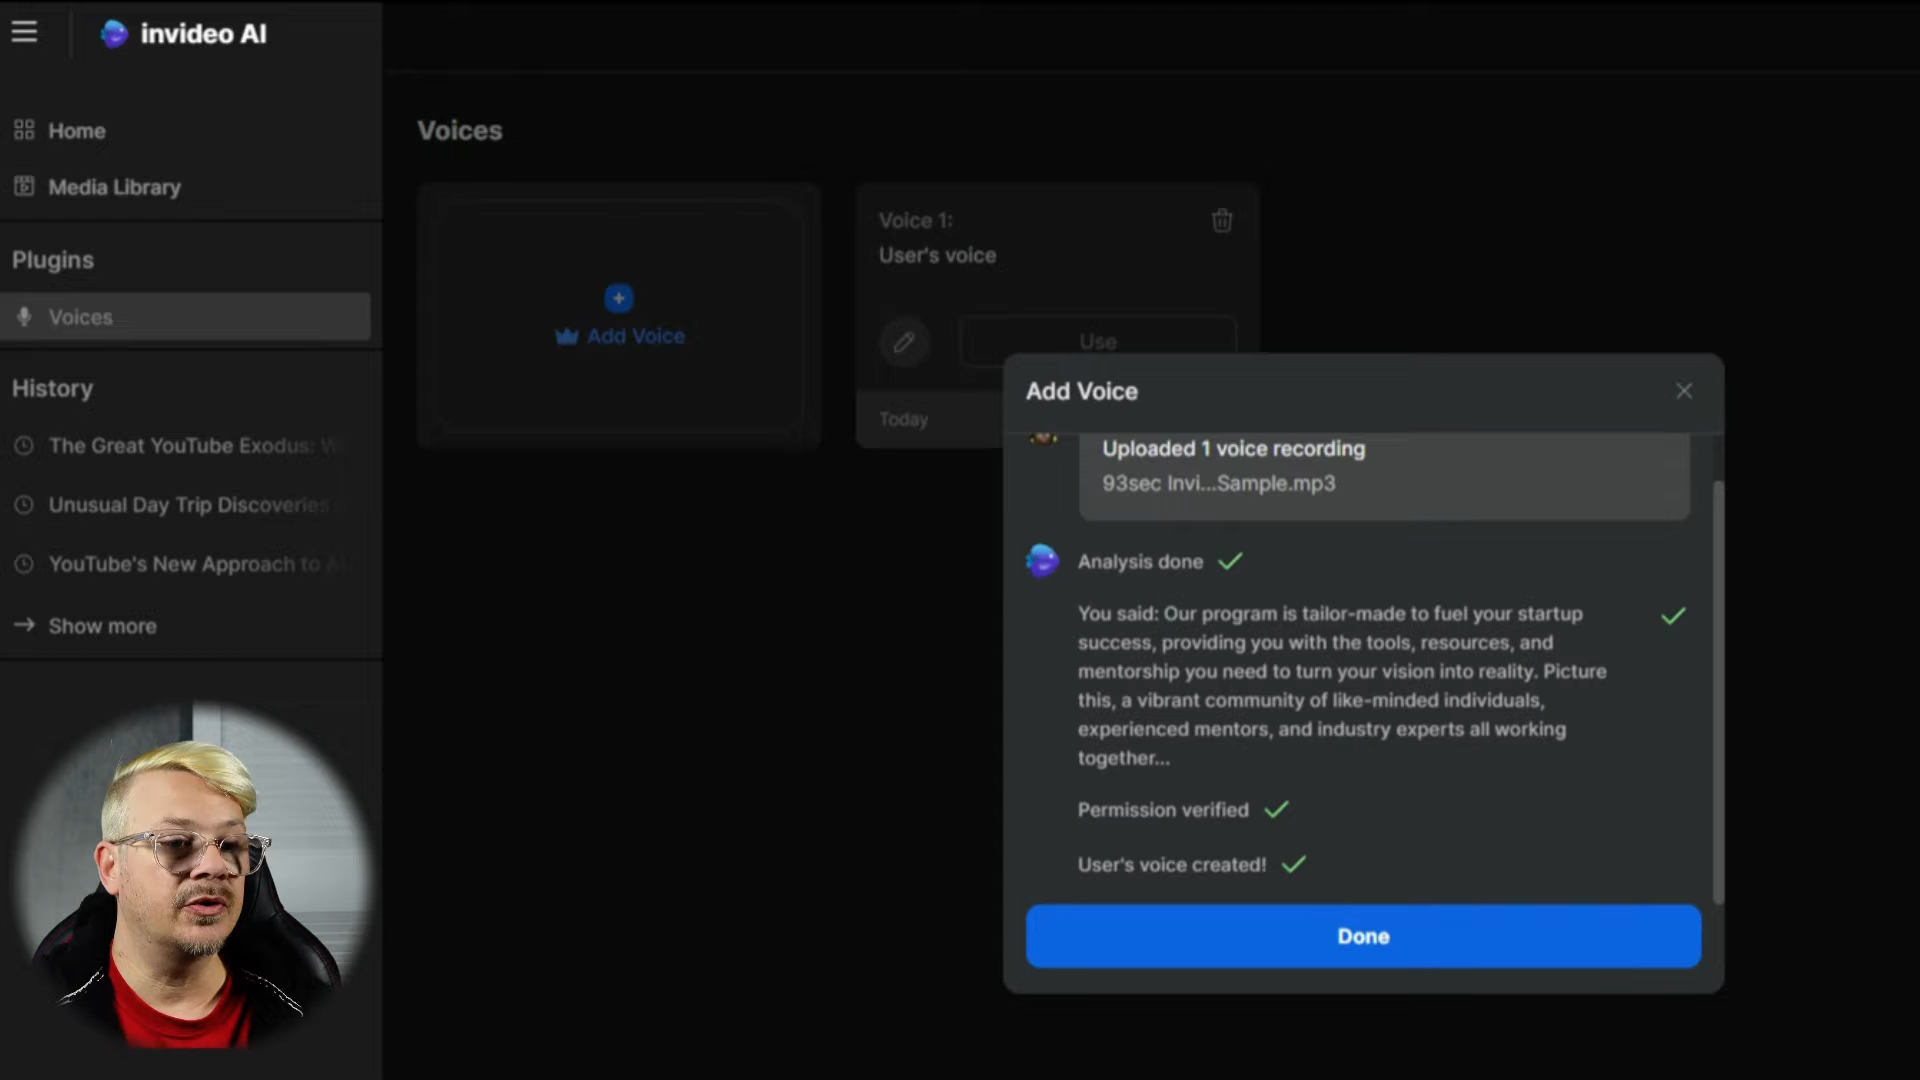 invideo AI
Home
Media Library
Plugins
Voices
History
The Great YouTube Exodus:
Unusual Day Trip Discoveries
YouTube's New Approach to
Show more
Voices
Add Voice
Voice 1:
User's voice
Use
Today
Add Voice
Uploaded 1 voice recording
93sec Invi...Sample.mp3
Analysis done
You said: Our program is tailor-made to fuel your startup
success, providing you with the tools, resources, and
mentorship you need to turn your vision into reality. Picture
this, a vibrant community of like-minded individuals,
experienced mentors, and industry experts all working
together...
Permission verified
User's voice created!
Done